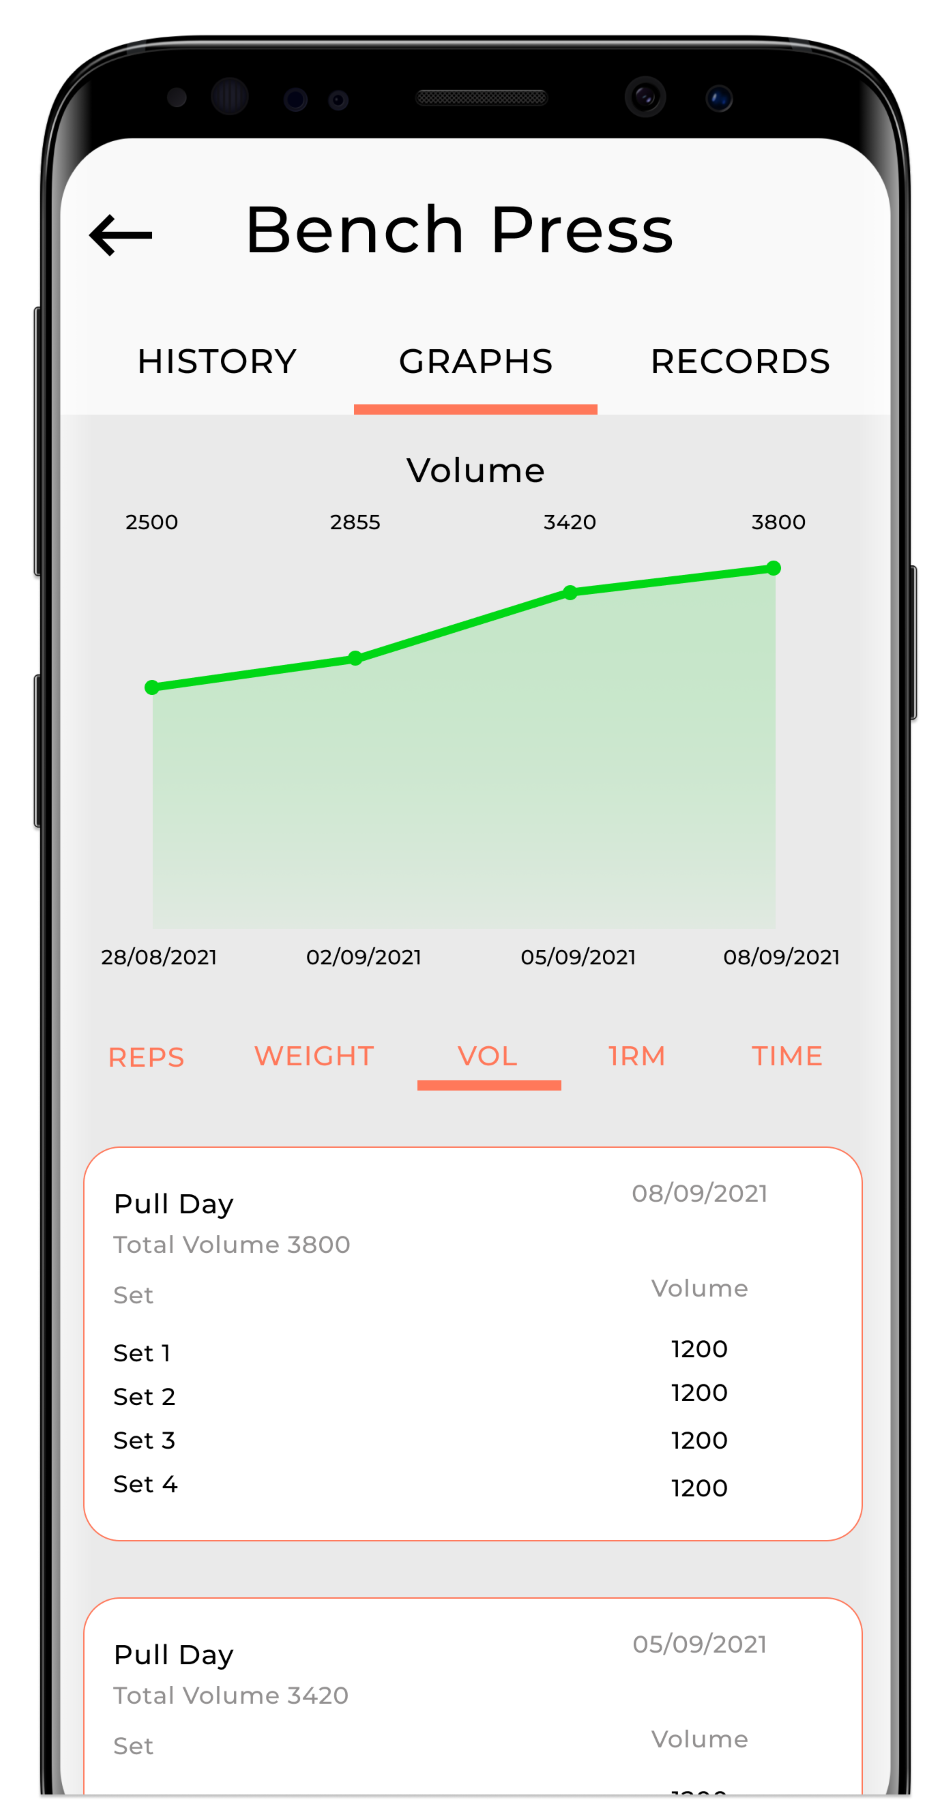 Bench Press
HISTORY GRAPHS RECORDS
Volume
2500 2855 3420 3800
28/08/2021 02/09/2021 05/09/2021 08/09/2021
REPS WEIGHT VOL 1RM TIME
Pull Day 08/09/2021
Total Volume 3800
Set Volume
Set 1 1200
Set 2 1200
Set 3 1200
Set 4 1200
Pull Day 05/09/2021
Total Volume 3420
Set Volume